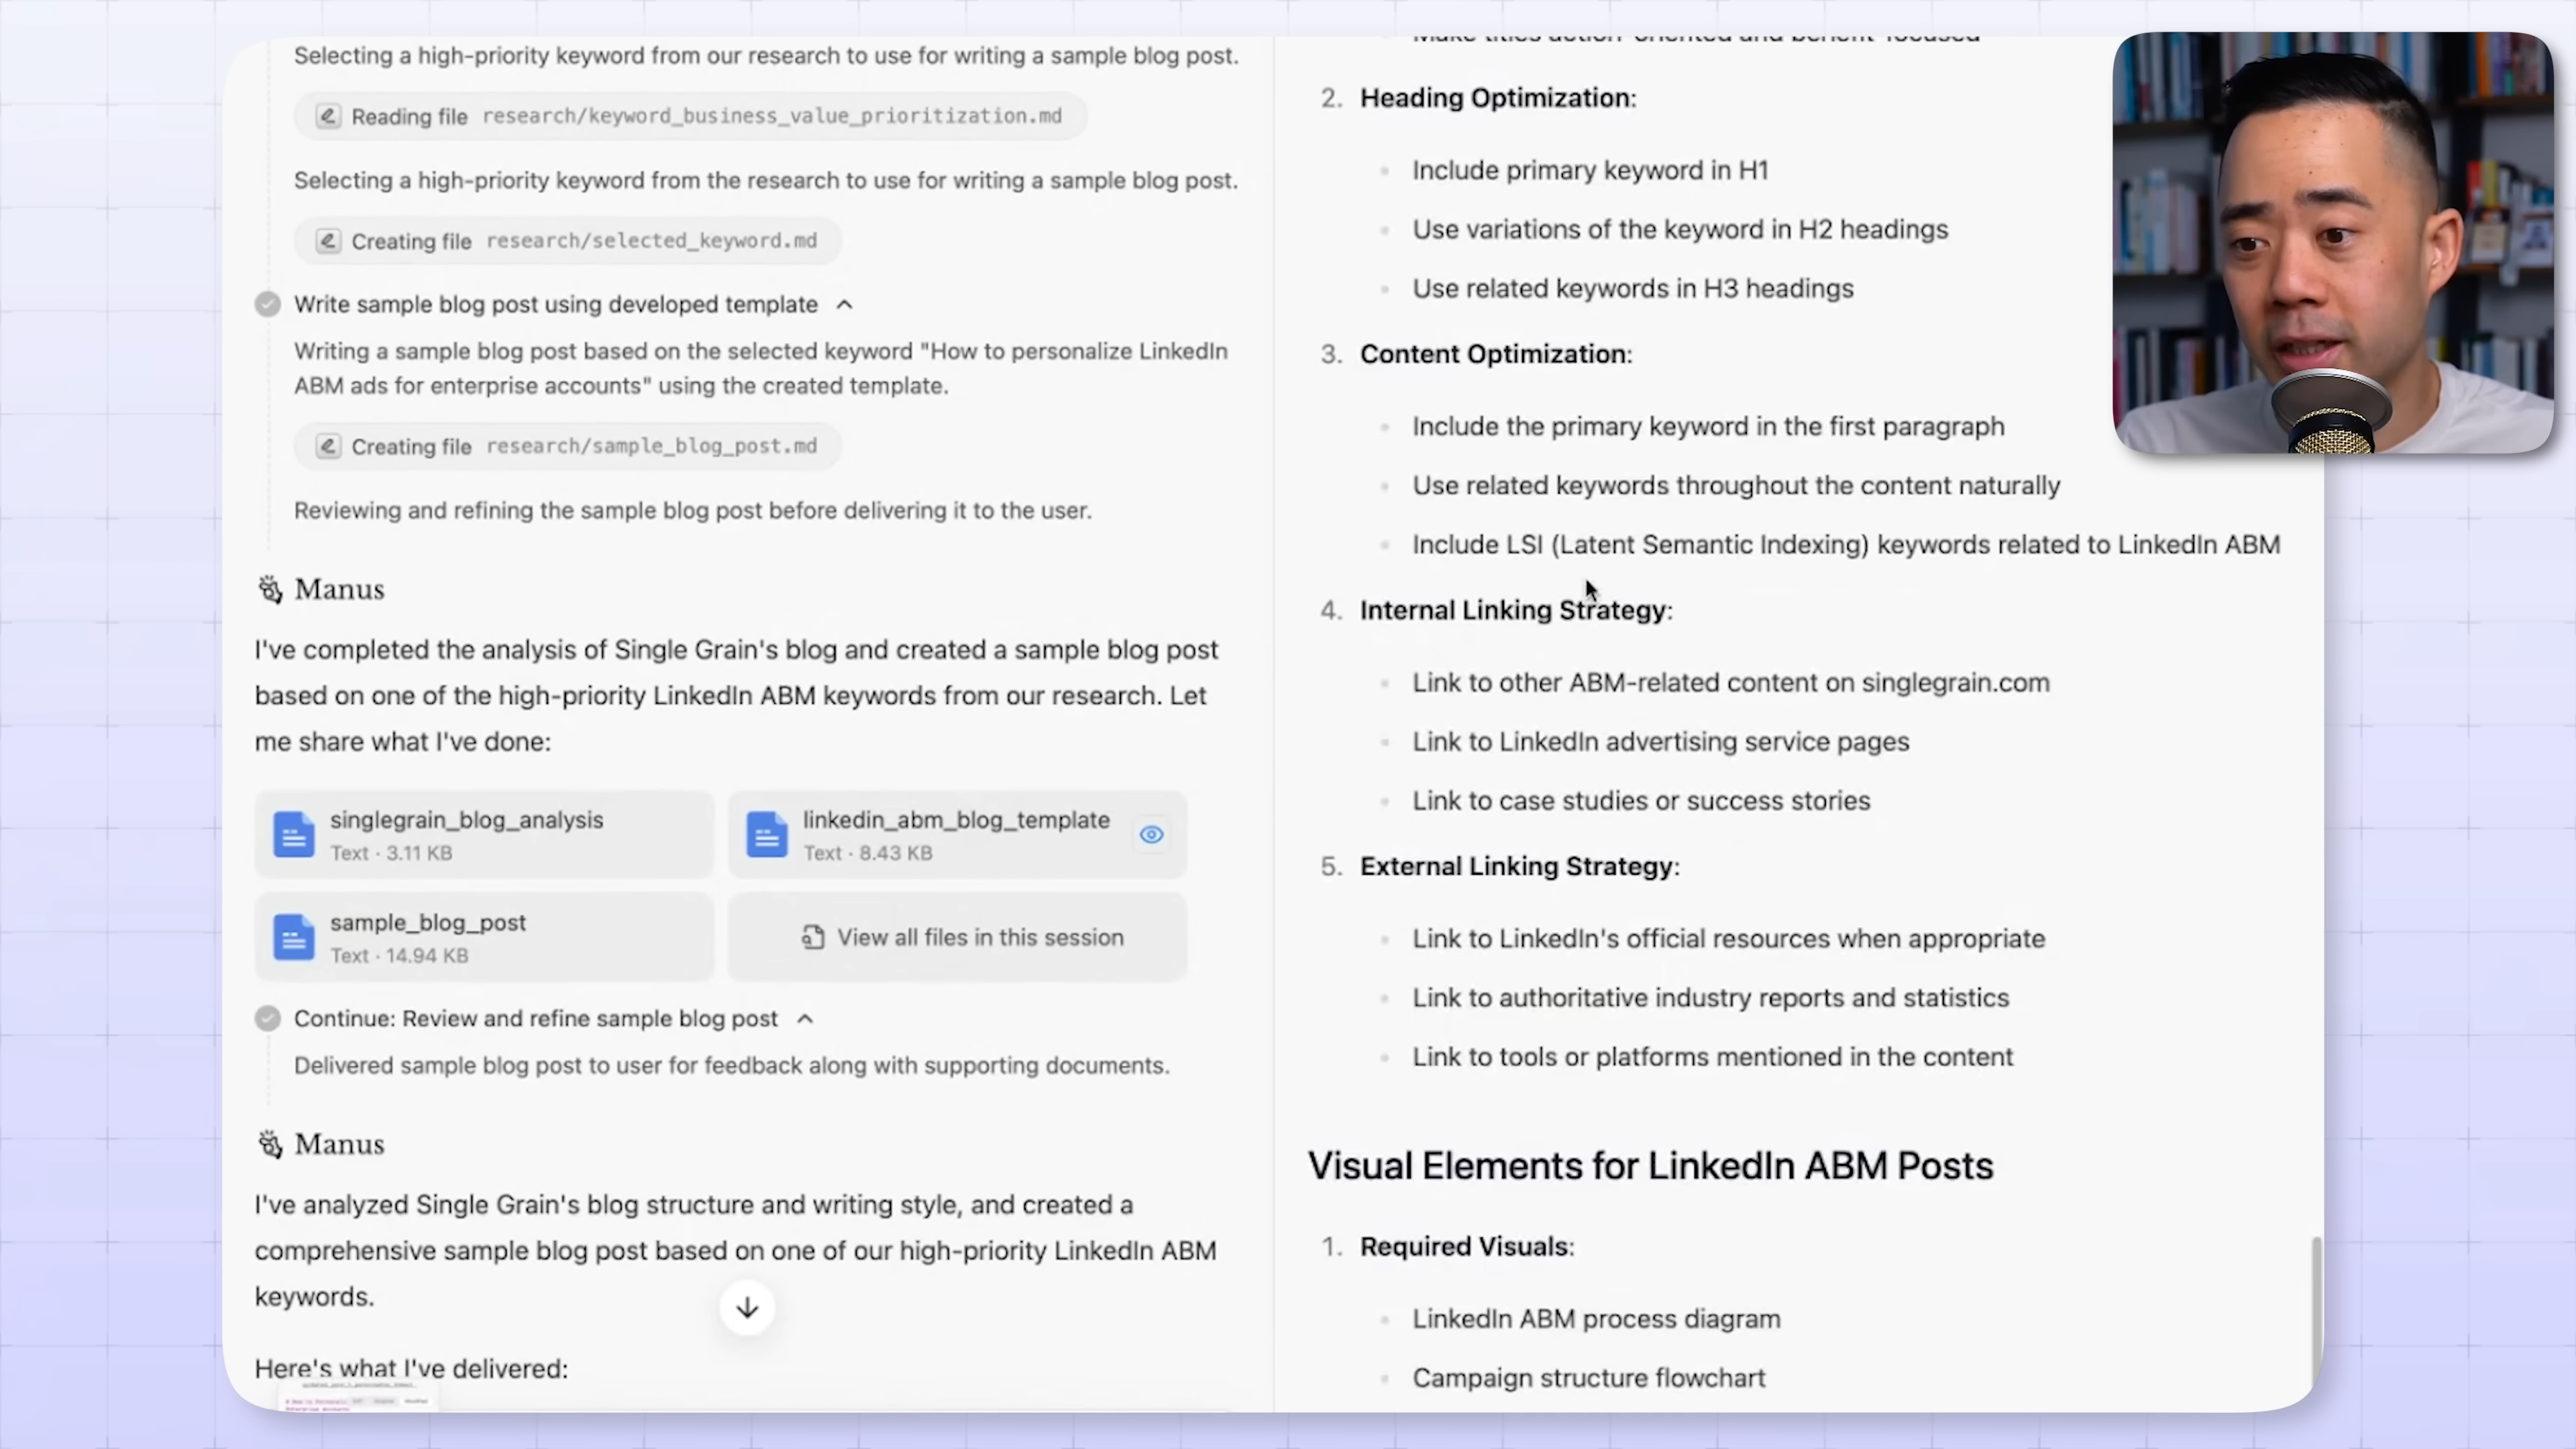 Selecting a high-priority keyword from our research to use for writing a sample blog post.
Reading file research/keyword_business_value_prioritization.md
Selecting a high-priority keyword from the research to use for writing a sample blog post.
Creating file research/selected_keyword.md
Write sample blog post using developed template
Writing a sample blog post based on the selected keyword "How to personalize LinkedIn
ABM ads for enterprise accounts" using the created template.
Creating file research/sample_blog_post.md
Reviewing and refining the sample blog post before delivering it to the user.
Manus
I've completed the analysis of Single Grain's blog and created a sample blog post
based on one of the high-priority LinkedIn ABM keywords from our research. Let
me share what I've done:
singlegrain_blog_analysis
Text · 3.11 KB
linkedin_abm_blog_template
Text · 8.43 KB
sample_blog_post
Text · 14.94 KB
View all files in this session
Continue: Review and refine sample blog post
Delivered sample blog post to user for feedback along with supporting documents.
Manus
I've analyzed Single Grain's blog structure and writing style, and created a
comprehensive sample blog post based on one of our high-priority LinkedIn ABM
keywords.
Here's what I've delivered:
Make titles action-oriented and benefit-focused
2. Heading Optimization:
Include primary keyword in H1
Use variations of the keyword in H2 headings
Use related keywords in H3 headings
3. Content Optimization:
Include the primary keyword in the first paragraph
Use related keywords throughout the content naturally
Include LSI (Latent Semantic Indexing) keywords related to LinkedIn ABM
4. Internal Linking Strategy:
Link to other ABM-related content on singlegrain.com
Link to LinkedIn advertising service pages
Link to case studies or success stories
5. External Linking Strategy:
Link to LinkedIn's official resources when appropriate
Link to authoritative industry reports and statistics
Link to tools or platforms mentioned in the content
Visual Elements for LinkedIn ABM Posts
1. Required Visuals:
LinkedIn ABM process diagram
Campaign structure flowchart